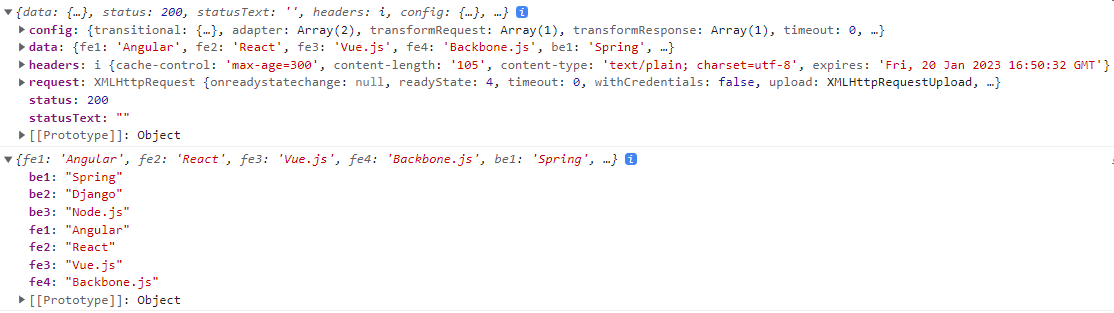 ▼{data: {…}, status: 200, statusText: '', headers: i, config: {…}, …} i
▶config: {transitional: {…}, adapter: Array(2), transformRequest: Array(1), transformResponse: Array(1), timeout: 0, …}
▶data: {fe1: 'Angular', fe2: 'React', fe3: 'Vue.js', fe4: 'Backbone.js', be1: 'Spring', …}
▶headers: i {cache-control: 'max-age=300', content-length: '105', content-type: 'text/plain; charset=utf-8', expires: 'Fri, 20 Jan 2023 16:50:32 GMT'}
▶request: XMLHttpRequest {onreadystatechange: null, readyState: 4, timeout: 0, withCredentials: false, upload: XMLHttpRequestUpload, …}
status: 200
statusText: ""
▶[[Prototype]]: Object
▼{fe1: 'Angular', fe2: 'React', fe3: 'Vue.js', fe4: 'Backbone.js', be1: 'Spring', …} i
be1: "Spring"
be2: "Django"
be3: "Node.js"
fe1: "Angular"
fe2: "React"
fe3: "Vue.js"
fe4: "Backbone.js"
▶[[Prototype]]: Object